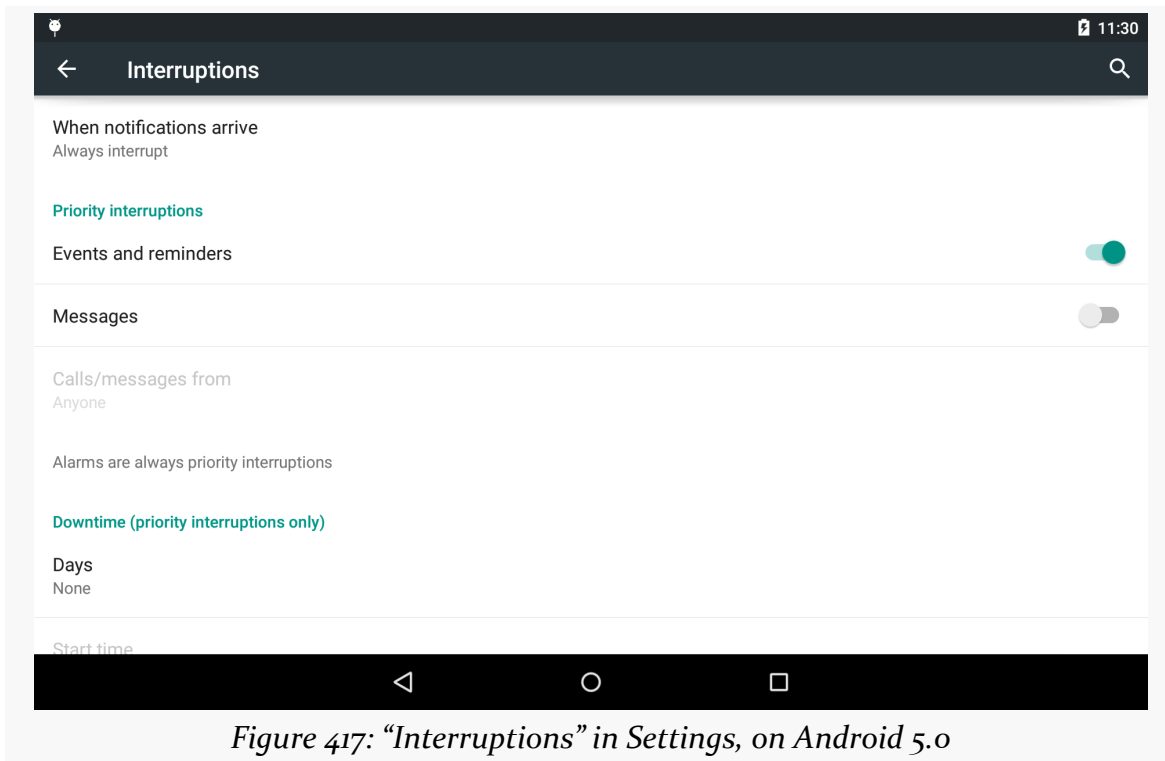 11:30
Interruptions
When notifications arrive
Always interrupt
Priority interruptions
Events and reminders
Messages
Calls/messages from
Anyone
Alarms are always priority interruptions
Downtime (priority interruptions only)
Days
None
Start time
Figure 417: “Interruptions” in Settings, on Android 5.0